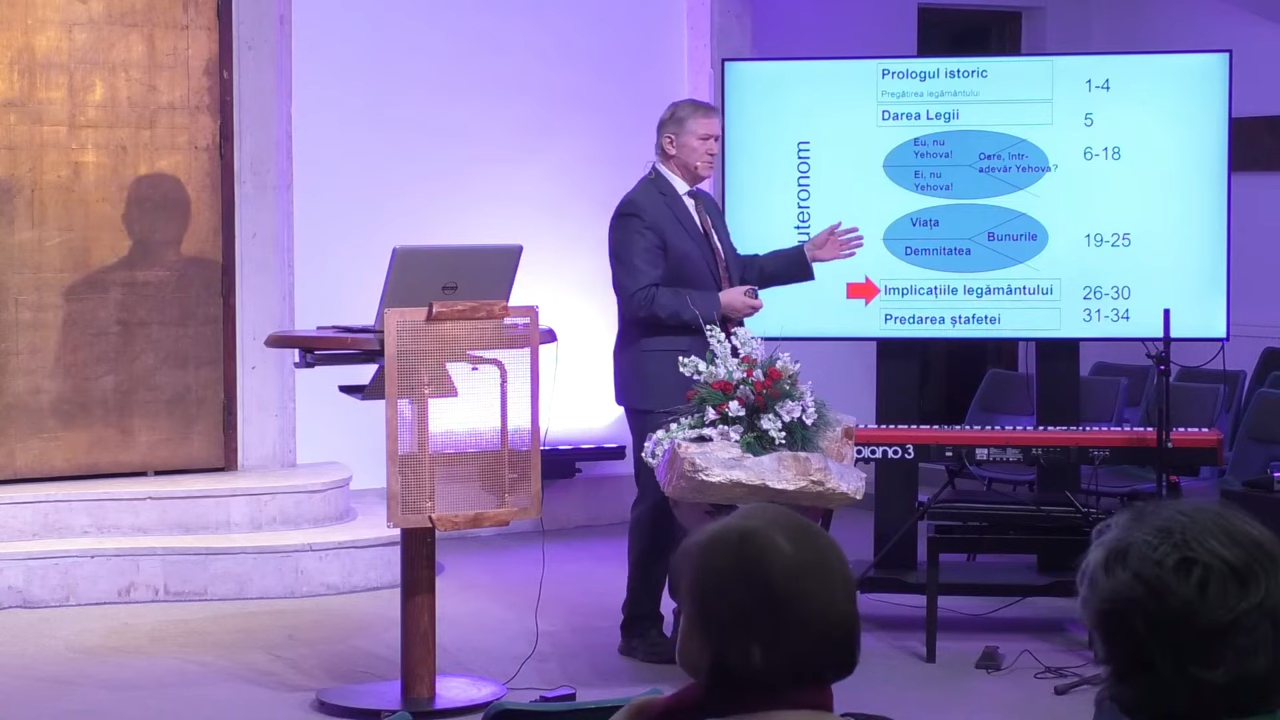 Prologul istoric
Pregătirea legământului
1-4
Darea Legii
5
Eu, nu
Yehova!
Oare, într-
adevăr Yehova?
Ei, nu
Yehova!
6-18
uteronom
Viața
Bunurile
Demnitatea
19-25
Implicațiile legământului
26-30
Predarea ștafetei
31-34
piano 3